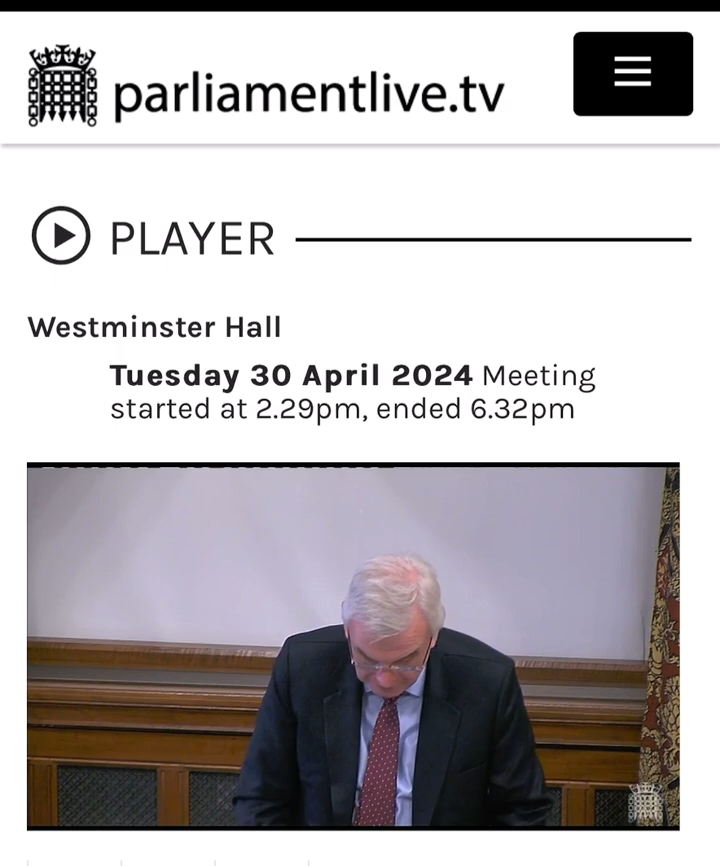 parliamentlive.tv
PLAYER
Westminster Hall
Tuesday 30 April 2024 Meeting
started at 2.29pm, ended 6.32pm